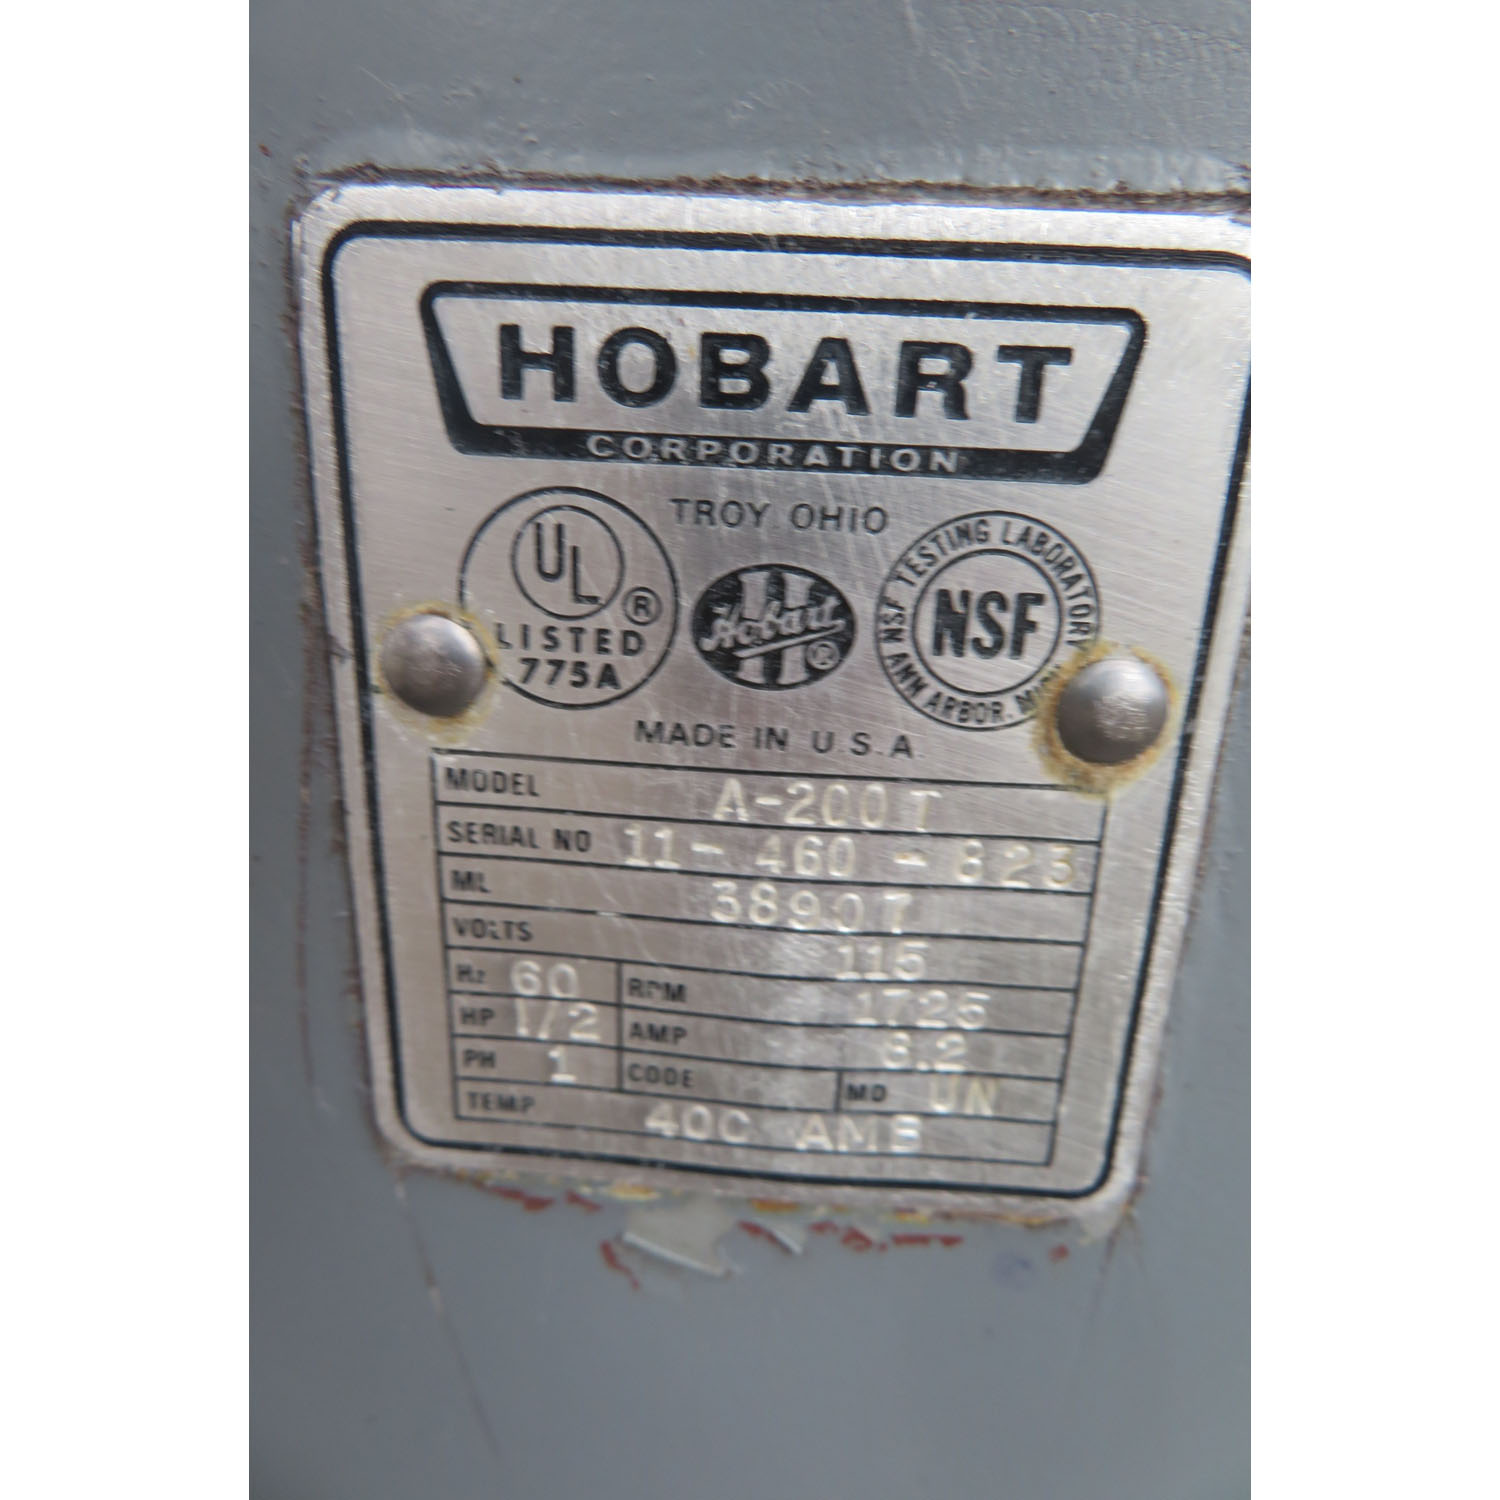 HOBART
CORPORATION
TROY, OHIO
UL ®
LISTED
775A
Hobart ®
NSF TESTING LABORATORY
NSF
ANN ARBOR, MICH
MADE IN U.S.A.
MODEL A-200T
SERIAL NO 11-460-823
ML 38907
VOLTS 115
Hz 60 RPM 1725
HP 1/2 AMP 8.2
PH 1 CODE MD UN
TEMP 40C AMB